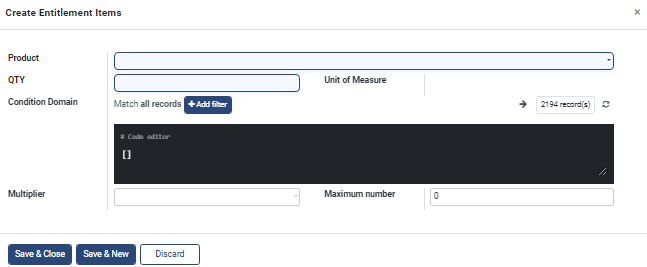 Create Entitlement Items ×
Product
QTY Unit of Measure
Condition Domain Match all records + Add filter → 2194 record(s)
# Code editor
[]
Multiplier Maximum number 0
Save & Close Save & New Discard